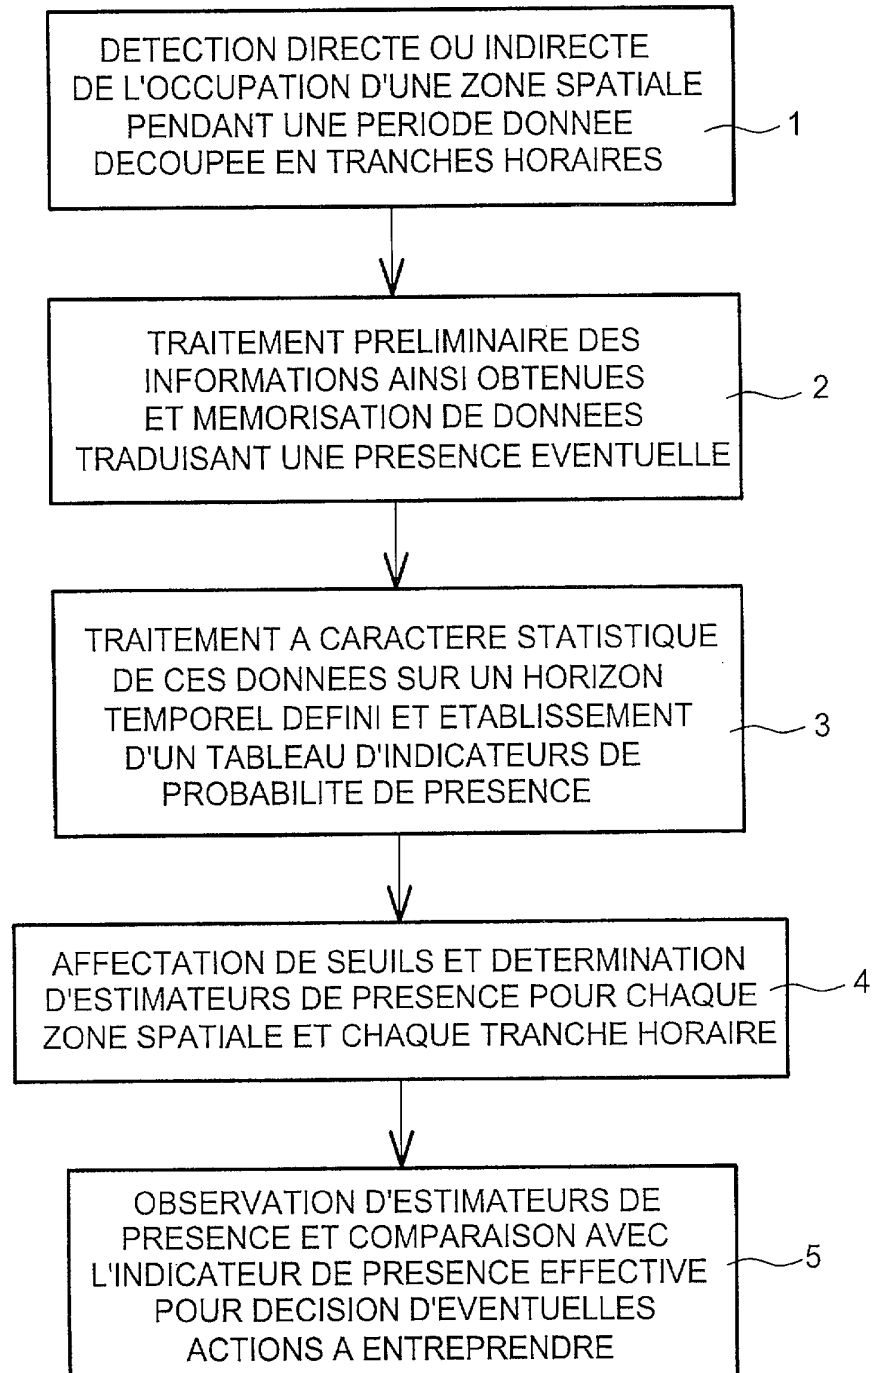 DETECTION DIRECTE OU INDIRECTE
DE L'OCCUPATION D'UNE ZONE SPATIALE
PENDANT UNE PERIODE DONNEE
DECOUPEE EN TRANCHES HORAIRES
1
TRAITEMENT PRELIMINAIRE DES
INFORMATIONS AINSI OBTENUES
ET MEMORISATION DE DONNEES
TRADUISANT UNE PRESENCE EVENTUELLE
2
TRAITEMENT A CARACTERE STATISTIQUE
DE CES DONNEES SUR UN HORIZON
TEMPOREL DEFINI ET ETABLISSEMENT
D'UN TABLEAU D'INDICATEURS DE
PROBABILITE DE PRESENCE
3
AFFECTATION DE SEUILS ET DETERMINATION
D'ESTIMATEURS DE PRESENCE POUR CHAQUE
ZONE SPATIALE ET CHAQUE TRANCHE HORAIRE
4
OBSERVATION D'ESTIMATEURS DE
PRESENCE ET COMPARAISON AVEC
L'INDICATEUR DE PRESENCE EFFECTIVE
POUR DECISION D'EVENTUELLES
ACTIONS A ENTREPRENDRE
5